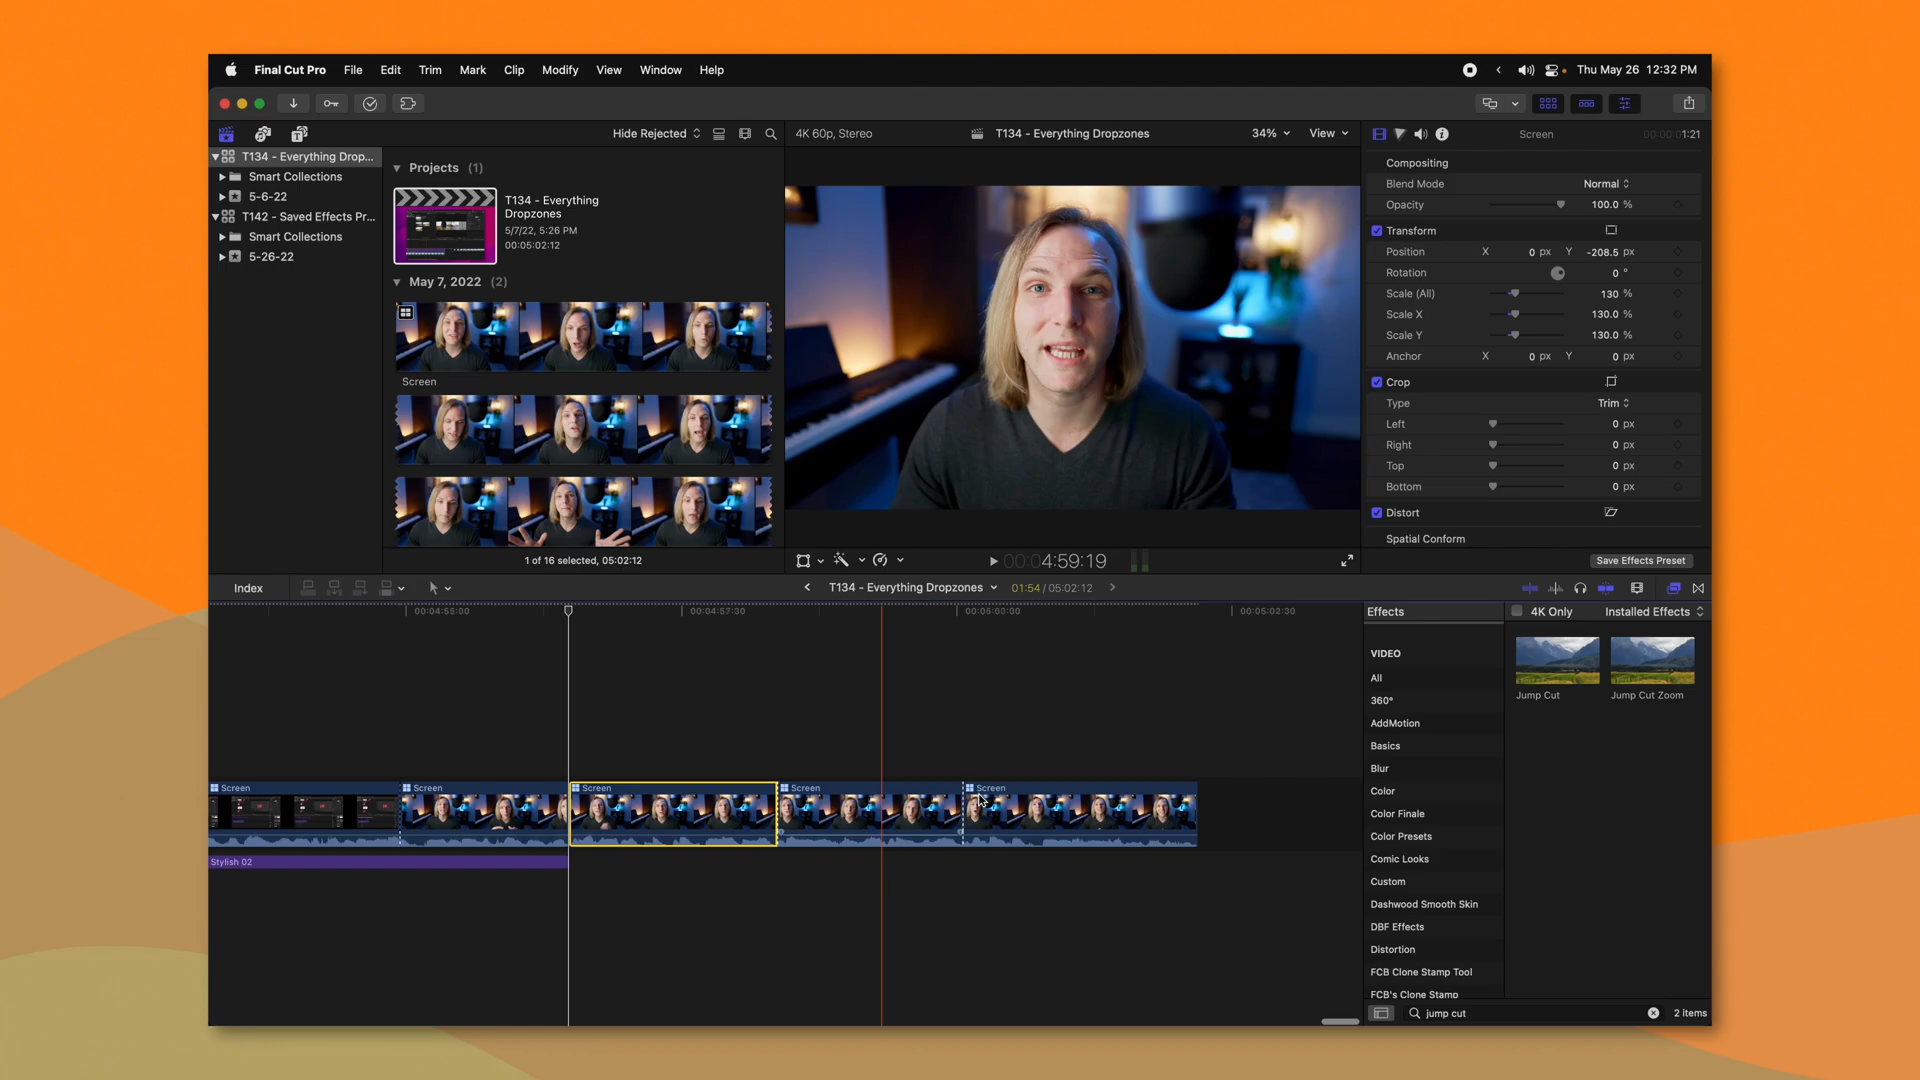 Final Cut Pro File Edit Trim Mark Clip Modify View Window Help Thu May 26 12:32 PM
Hide Rejected 4K 60p, Stereo T134 - Everything Dropzones 34% View Screen 00:00:01:21
T134 - Everything Drop...
Smart Collections
5-6-22
T142 - Saved Effects Pr...
Smart Collections
5-26-22
Projects (1)
T134 - Everything
Dropzones
5/7/22, 5:26 PM
00:05:02:12
May 7, 2022 (2)
Screen
1 of 16 selected, 05:02:12
00:00:4:59:19
Compositing
Blend Mode Normal
Opacity 100.0 %
Transform
Position X 0 px Y -208.5 px
Rotation 0 °
Scale (All) 130 %
Scale X 130.0 %
Scale Y 130.0 %
Anchor X 0 px Y 0 px
Crop
Type Trim
Left 0 px
Right 0 px
Top 0 px
Bottom 0 px
Distort
Spatial Conform
Save Effects Preset
Index T134 - Everything Dropzones 01:54 / 05:02:12
00:04:55:00 00:04:57:30 00:05:00:00 00:05:02:30
Screen Screen Screen Screen Screen
Stylish 02
Effects 4K Only Installed Effects
VIDEO
All
360°
AddMotion
Basics
Blur
Color
Color Finale
Color Presets
Comic Looks
Custom
Dashwood Smooth Skin
DBF Effects
Distortion
FCB Clone Stamp Tool
FCB's Clone Stamp
Jump Cut Jump Cut Zoom
jump cut 2 items